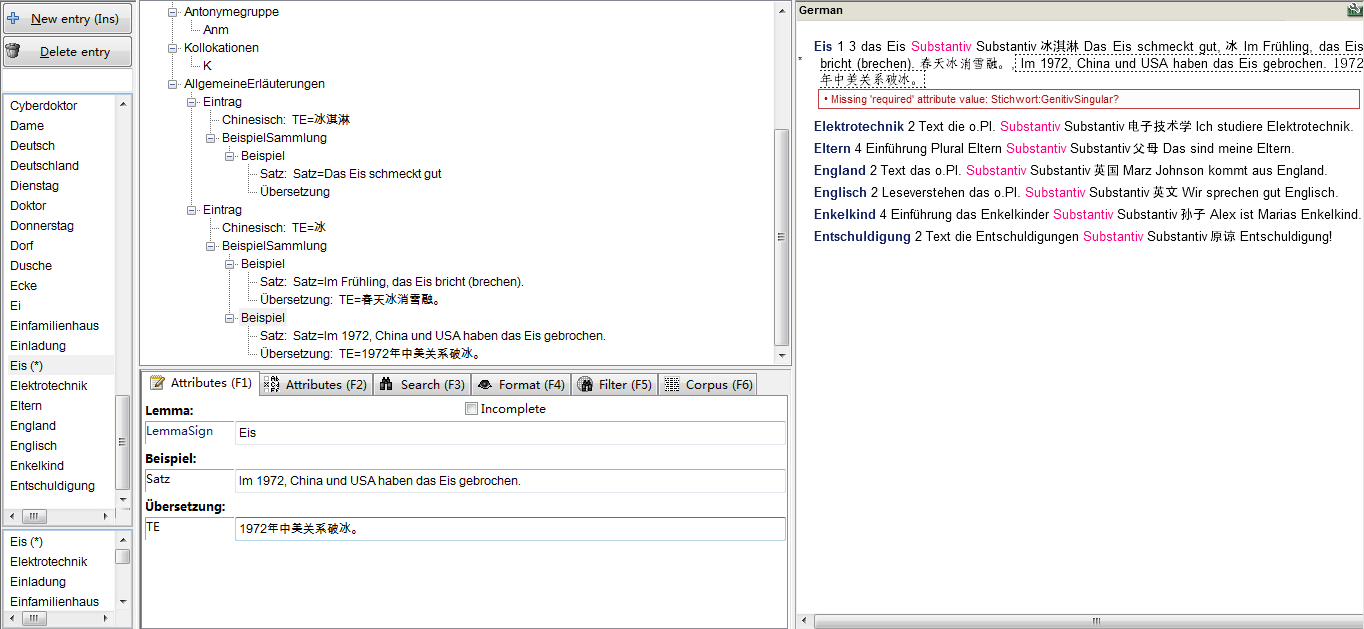 New entry (Ins)
Delete entry
Cyberdoktor
Dame
Deutsch
Deutschland
Dienstag
Doktor
Donnerstag
Dorf
Dusche
Ecke
Ei
Einfamilienhaus
Einladung
Eis (*)
Elektrotechnik
Eltern
England
Englisch
Enkelkind
Entschuldigung
Eis (*)
Elektrotechnik
Einladung
Einfamilienhaus
Antonymegruppe
Anm
Kollokationen
K
AllgemeineErläuterungen
Eintrag
Chinesisch: TE=冰淇淋
BeispielSammlung
Beispiel
Satz: Satz=Das Eis schmeckt gut
Übersetzung
Eintrag
Chinesisch: TE=冰
BeispielSammlung
Beispiel
Satz: Satz=Im Frühling, das Eis bricht (brechen).
Übersetzung: TE=春天冰消雪融。
Beispiel
Satz: Satz=Im 1972, China und USA haben das Eis gebrochen.
Übersetzung: TE=1972年中美关系破冰。
Attributes (F1) Attributes (F2) Search (F3) Format (F4) Filter (F5) Corpus (F6)
Lemma: Incomplete
LemmaSign Eis
Beispiel:
Satz Im 1972, China und USA haben das Eis gebrochen.
Übersetzung:
TE 1972年中美关系破冰。
German
Eis 1 3 das Eis Substantiv Substantiv 冰淇淋 Das Eis schmeckt gut, 冰 Im Frühling, das Eis
* bricht (brechen). 春天冰消雪融。, Im 1972, China und USA haben das Eis gebrochen. 1972
年中美关系破冰。
• Missing 'required' attribute value: Stichwort:GenitivSingular?
Elektrotechnik 2 Text die o.Pl. Substantiv Substantiv 电子技术学 Ich studiere Elektrotechnik.
Eltern 4 Einführung Plural Eltern Substantiv Substantiv 父母 Das sind meine Eltern.
England 2 Text das o.Pl. Substantiv Substantiv 英国 Marz Johnson kommt aus England.
Englisch 2 Leseverstehen das o.Pl. Substantiv Substantiv 英文 Wir sprechen gut Englisch.
Enkelkind 4 Einführung das Enkelkinder Substantiv Substantiv 孙子 Alex ist Marias Enkelkind.
Entschuldigung 2 Text die Entschuldigungen Substantiv Substantiv 原谅 Entschuldigung!